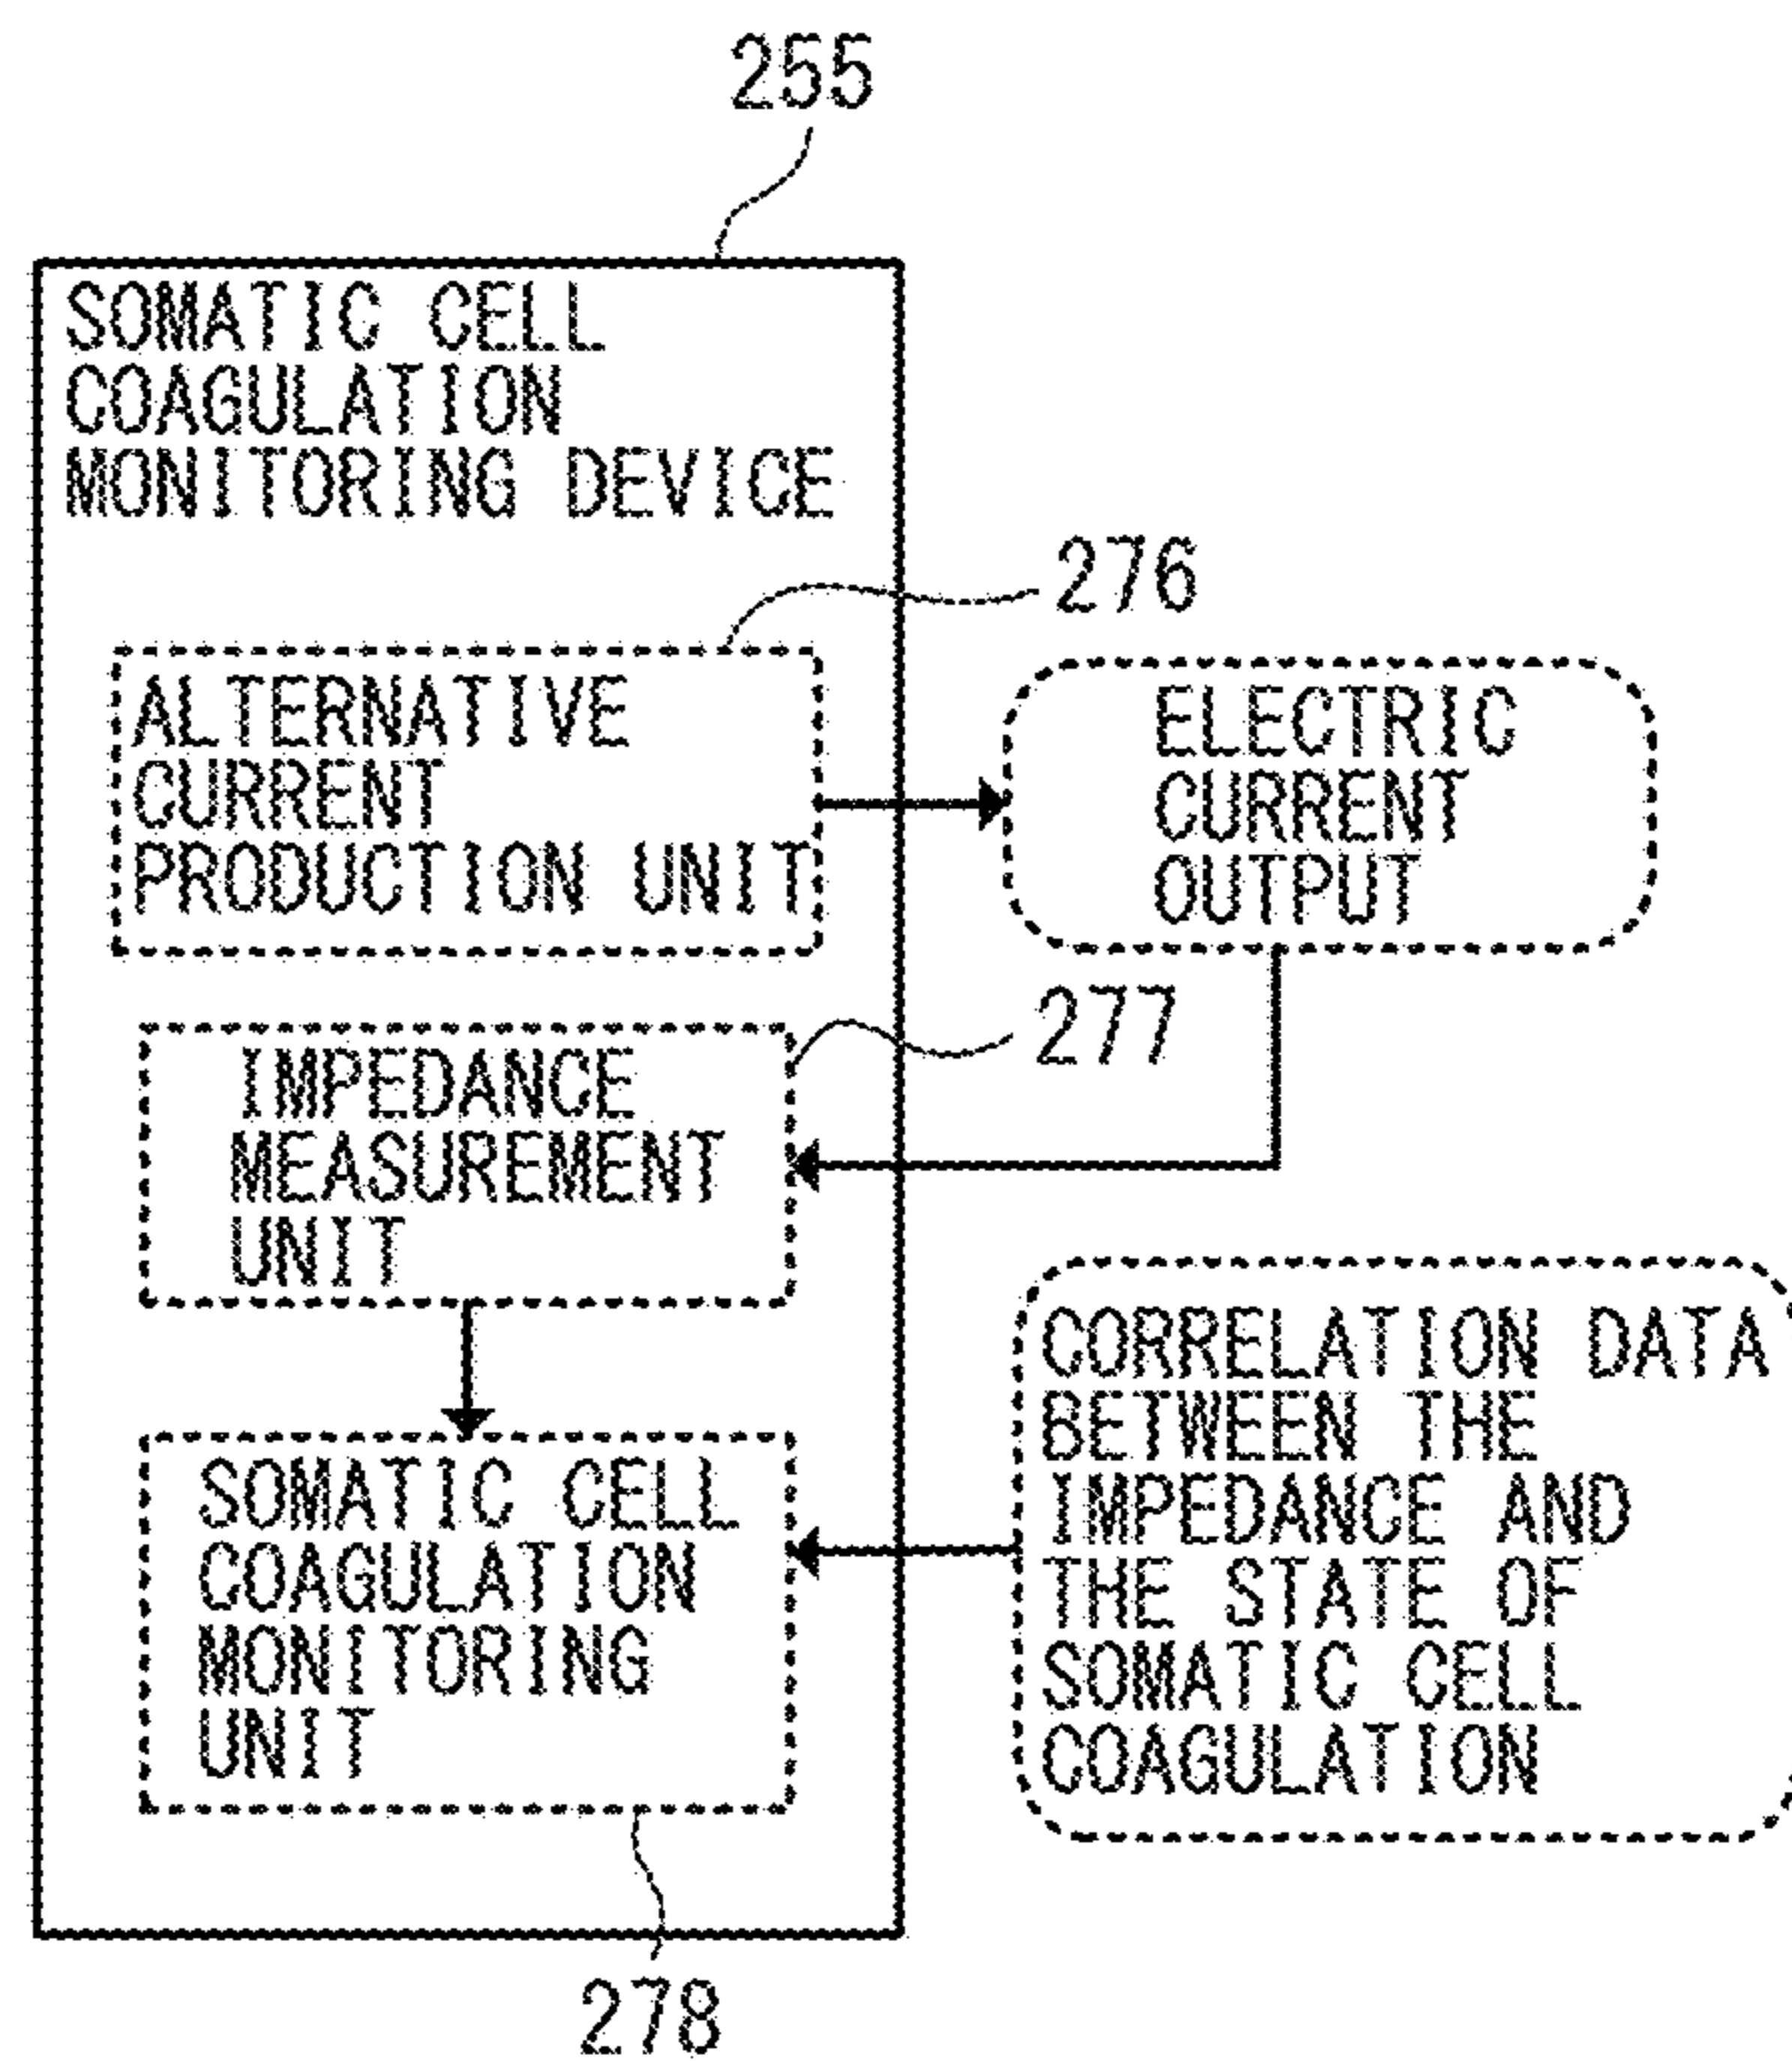 255
SOMATIC CELL
COAGULATION
MONITORING DEVICE
276
ALTERNATIVE
CURRENT
PRODUCTION UNIT
ELECTRIC
CURRENT
OUTPUT
277
IMPEDANCE
MEASUREMENT
UNIT
CORRELATION DATA
BETWEEN THE
IMPEDANCE AND
THE STATE OF
SOMATIC CELL
COAGULATION
SOMATIC CELL
COAGULATION
MONITORING
UNIT
278